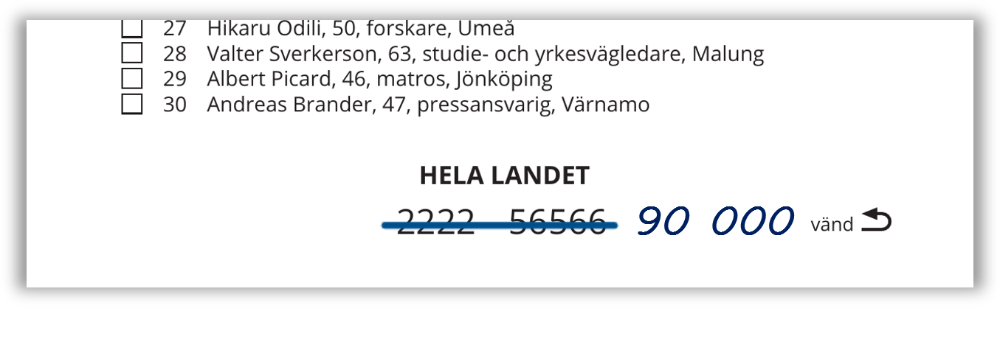 27 Hikaru Odili, 50, forskare, Umeå
28 Valter Sverkerson, 63, studie- och yrkesvägledare, Malung
29 Albert Picard, 46, matros, Jönköping
30 Andreas Brander, 47, pressansvarig, Värnamo
HELA LANDET
2222 56566 90 000 vänd